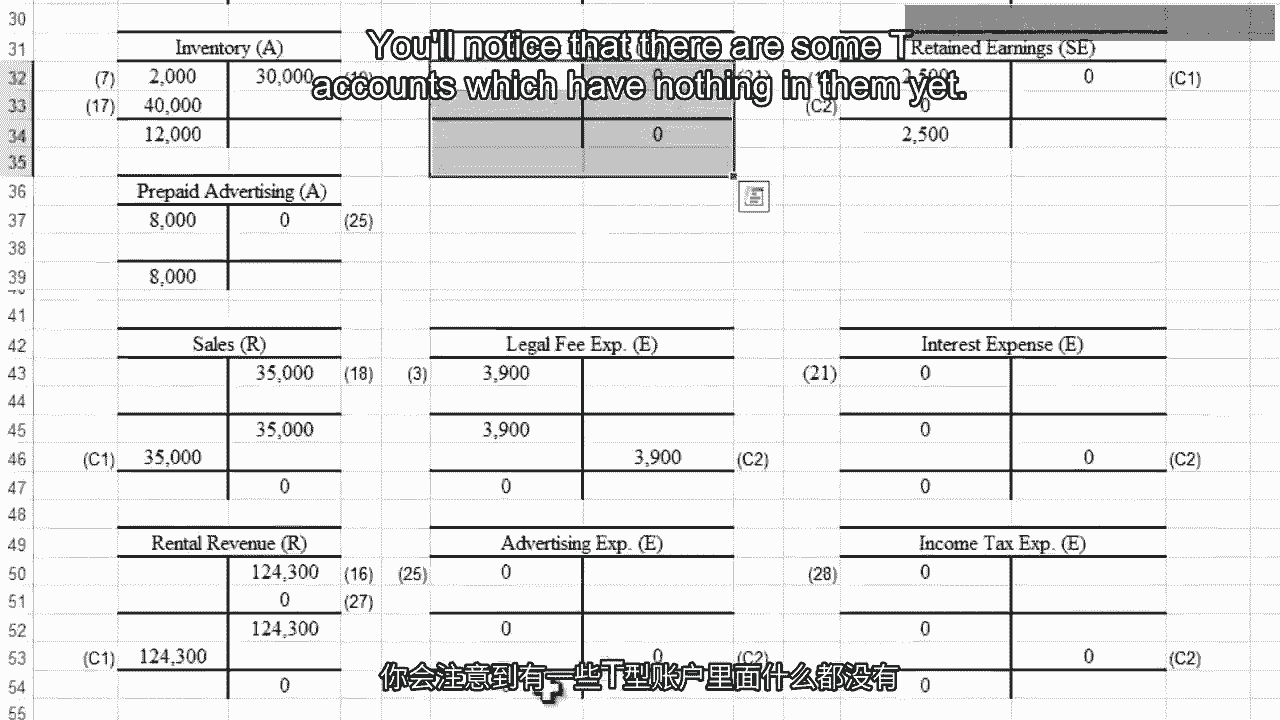 You'll notice that there are some T
accounts which have nothing in them yet.
30
31 Inventory (A) Retained Earnings (SE)
32 (7) 2,000 30,000 0 2,500 0 (C1)
33 (17) 40,000 (C2) 0
34 12,000 0 2,500
35
36 Prepaid Advertising (A)
37 8,000 0 (25)
38
39 8,000
41
42 Sales (R) Legal Fee Exp. (E) Interest Expense (E)
43 35,000 (18) (3) 3,900 (21) 0
44
45 35,000 3,900 0
46 (C1) 35,000 3,900 (C2) 0 (C2)
47 0 0 0
48
49 Rental Revenue (R) Advertising Exp. (E) Income Tax Exp. (E)
50 124,300 (16) (25) 0 (28) 0
51 0 (27)
52 124,300 0 0
53 (C1) 124,300 0 (C2) 0 (C2)
54 0 0
55
你会注意到有一些T型账户里面什么都没有